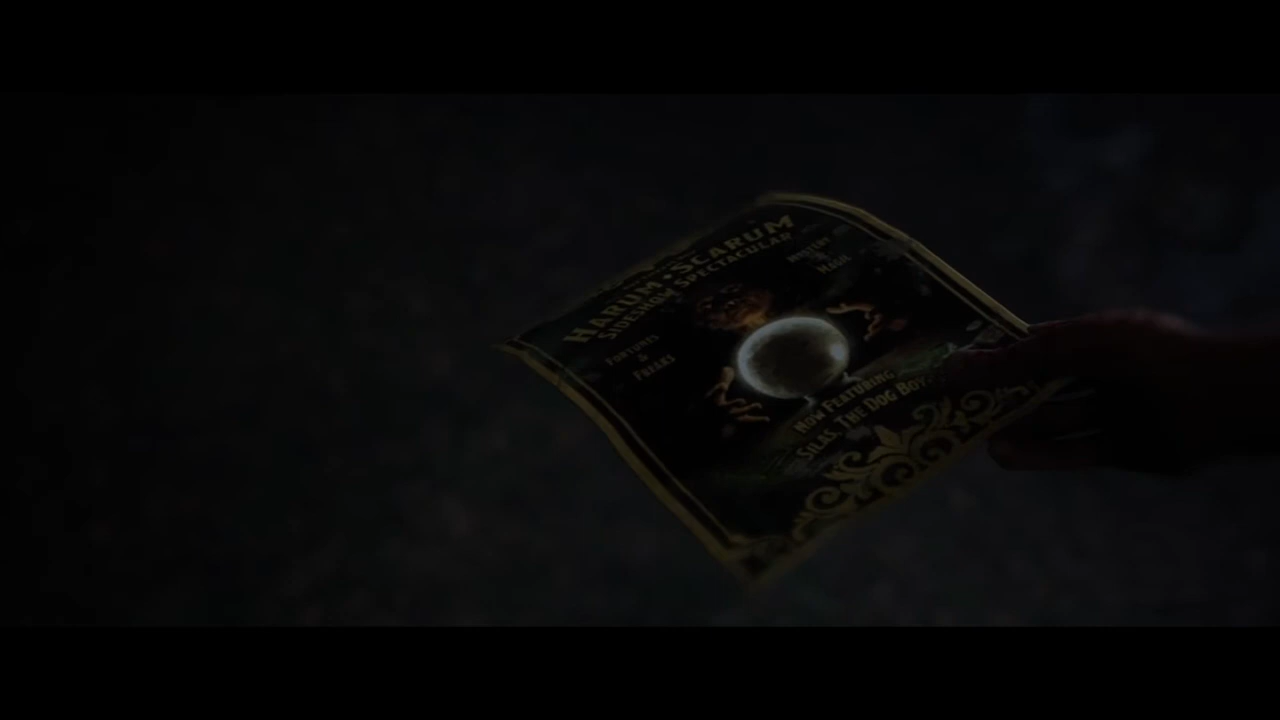 HARUM • SCARUM
SIDESHOW SPECTACULAR
FORTUNES
&
FREAKS
MYSTERY
&
MAGIC
NOW FEATURING
SILAS, THE DOG BOY